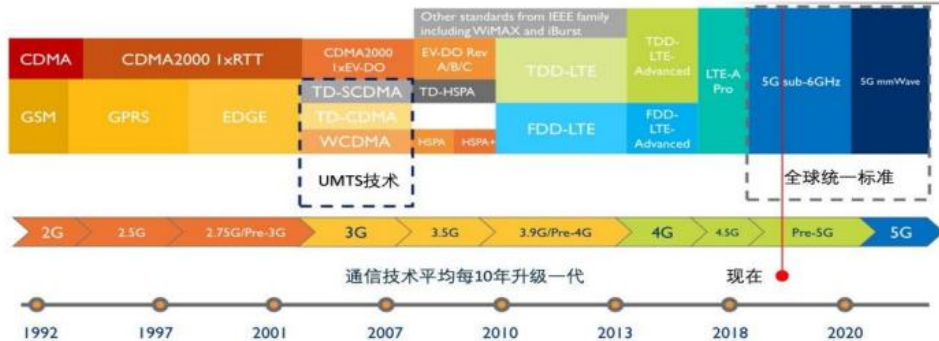 Other standards from IEEE family
including WiMAX and iBurst
CDMA
CDMA2000 1xRTT
CDMA2000
1xEV-DO
EV-DO Rev
A/B/C
TDD-LTE
TDD-
LTE-
Advanced
LTE-A
Pro
5G sub-6GHz
5G mmWave
TD-SCDMA
TD-HSPA
GSM
GPRS
EDGE
TD-CDMA
FDD-LTE
FDD-
LTE-
Advanced
WCDMA
HSPA
HSPA+
UMTS技术
全球统一标准
2G
2.5G
2.75G/Pre-3G
3G
3.5G
3.9G/Pre-4G
4G
4.5G
Pre-5G
5G
通信技术平均每10年升级一代
现在
1992
1997
2001
2007
2010
2013
2018
2020